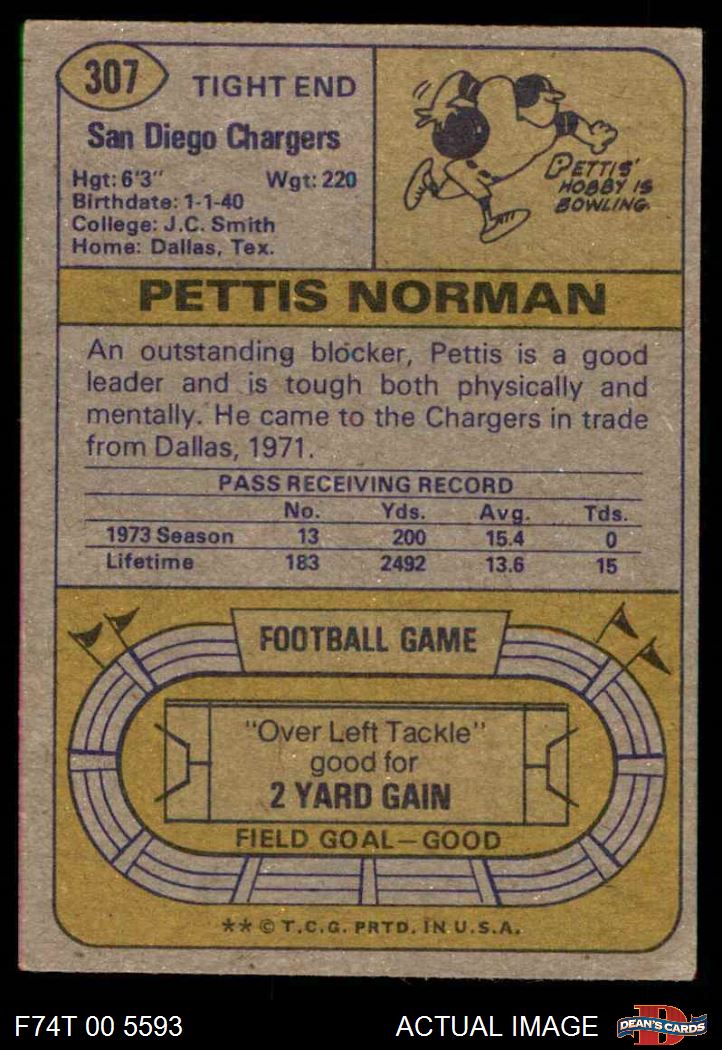 307
TIGHT END
San Diego Chargers
Hgt: 6'3" Wgt: 220
Birthdate: 1-1-40
College: J.C. Smith
Home: Dallas, Tex.
PETTIS'
HOBBY IS
BOWLING.
PETTIS NORMAN
An outstanding blocker, Pettis is a good
leader and is tough both physically and
mentally. He came to the Chargers in trade
from Dallas, 1971.
PASS RECEIVING RECORD
No. Yds. Avg. Tds.
1973 Season 13 200 15.4 0
Lifetime 183 2492 13.6 15
FOOTBALL GAME
"Over Left Tackle"
good for
2 YARD GAIN
FIELD GOAL—GOOD
** © T.C.G. PRTD. IN U.S.A.
F74T 00 5593 ACTUAL IMAGE
D
DEAN'S CARDS